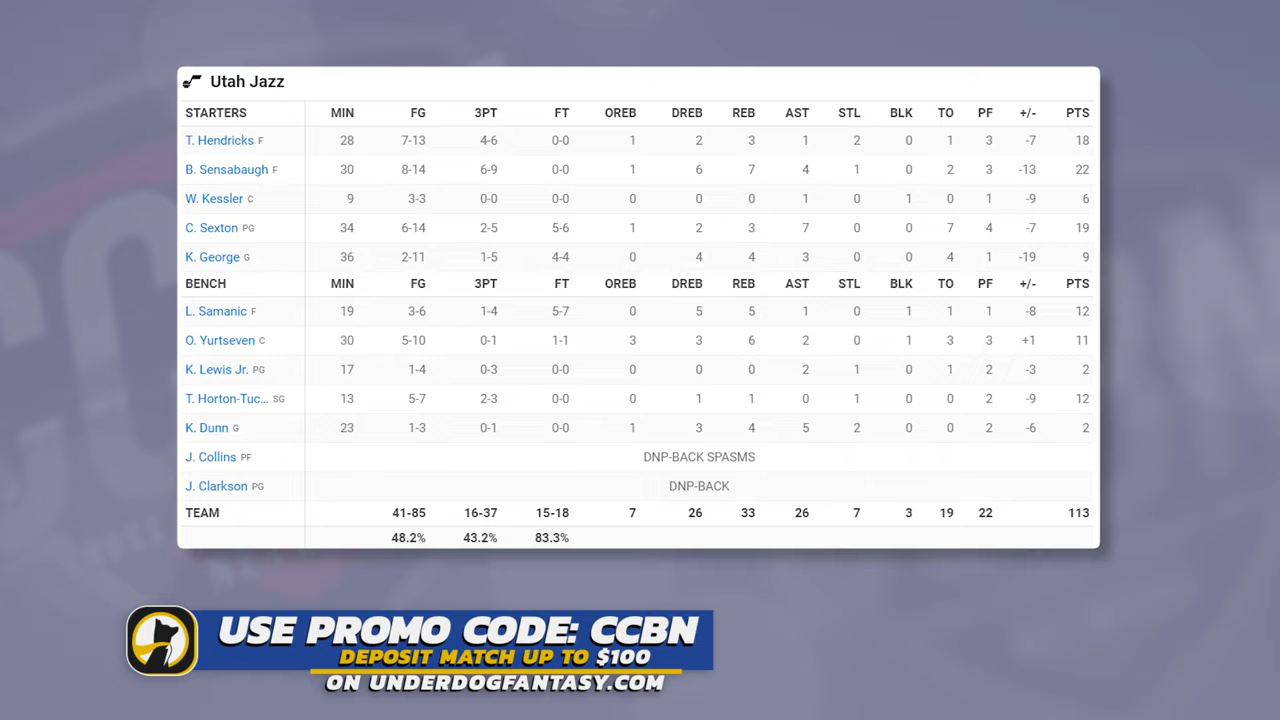 Utah Jazz
STARTERS MIN FG 3PT FT OREB DREB REB AST STL BLK TO PF +/- PTS
T. Hendricks F 28 7-13 4-6 0-0 1 2 3 1 2 0 1 3 -7 18
B. Sensabaugh F 30 8-14 6-9 0-0 1 6 7 4 1 0 2 3 -13 22
W. Kessler C 9 3-3 0-0 0-0 0 0 0 1 0 1 0 1 -9 6
C. Sexton PG 34 6-14 2-5 5-6 1 2 3 7 0 0 7 4 -7 19
K. George G 36 2-11 1-5 4-4 0 4 4 3 0 0 4 1 -19 9
BENCH MIN FG 3PT FT OREB DREB REB AST STL BLK TO PF +/- PTS
L. Samanic F 19 3-6 1-4 5-7 0 5 5 1 0 1 1 1 -8 12
O. Yurtseven C 30 5-10 0-1 1-1 3 3 6 2 0 1 3 3 +1 11
K. Lewis Jr. PG 17 1-4 0-3 0-0 0 0 0 2 1 0 1 2 -3 2
T. Horton-Tuc... SG 13 5-7 2-3 0-0 0 1 1 0 1 0 0 2 -9 12
K. Dunn G 23 1-3 0-1 0-0 1 3 4 5 2 0 0 2 -6 2
J. Collins PF DNP-BACK SPASMS
J. Clarkson PG DNP-BACK
TEAM 41-85 16-37 15-18 7 26 33 26 7 3 19 22 113
48.2% 43.2% 83.3%
USE PROMO CODE: CCBN
DEPOSIT MATCH UP TO $100
ON UNDERDOGFANTASY.COM